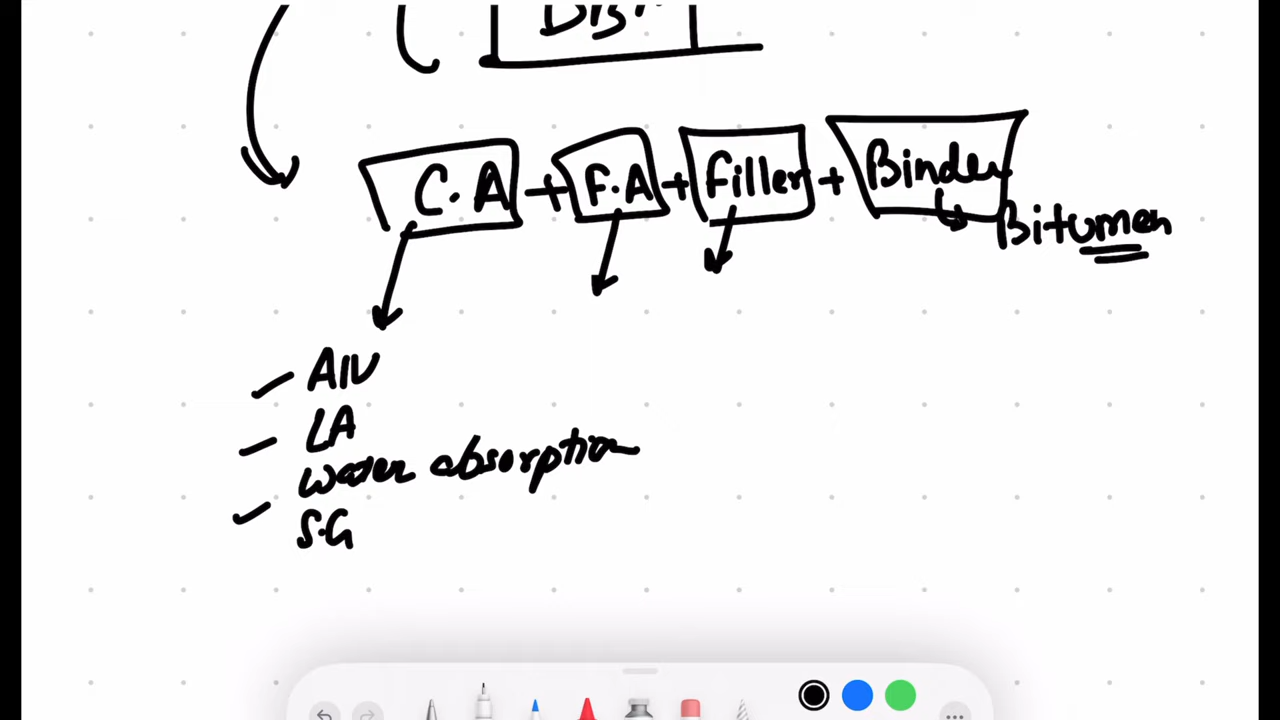 C.A + F.A + Filler + Binder
Bitumen
AIV
LA
water absorption
S.G